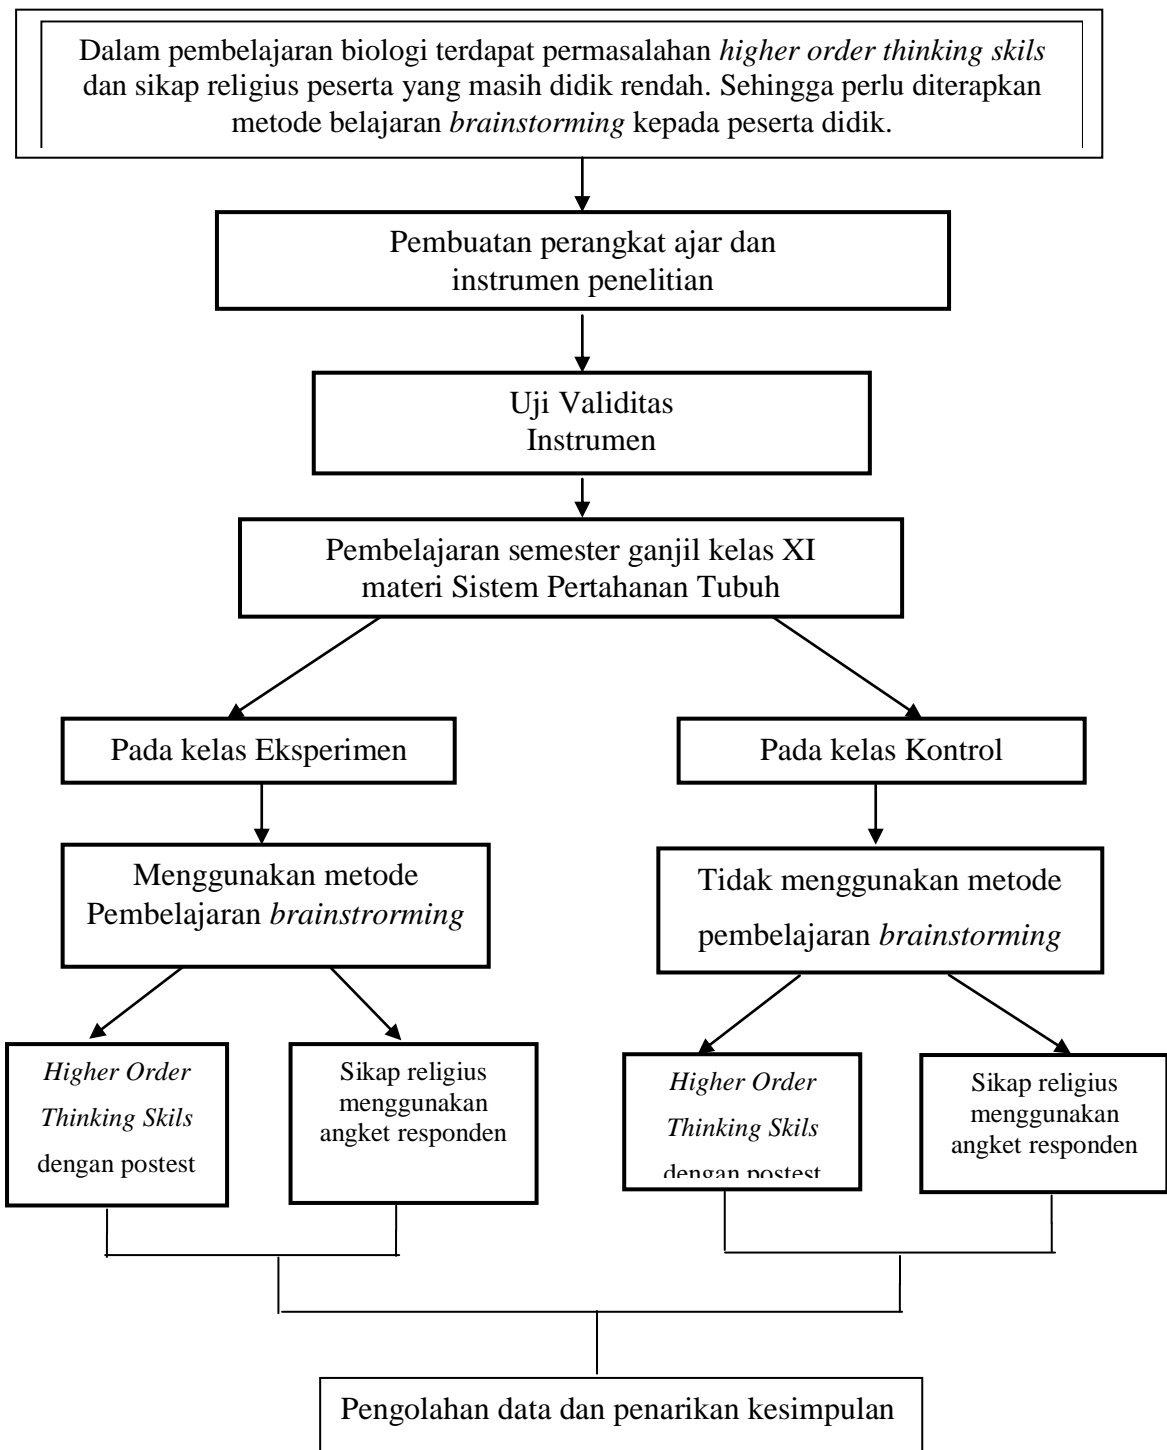 Dalam pembelajaran biologi terdapat permasalahan higher order thinking skils
dan sikap religius peserta yang masih didik rendah. Sehingga perlu diterapkan
metode belajaran brainstorming kepada peserta didik.
Pembuatan perangkat ajar dan
instrumen penelitian
Uji Validitas
Instrumen
Pembelajaran semester ganjil kelas XI
materi Sistem Pertahanan Tubuh
Pada kelas Eksperimen
Pada kelas Kontrol
Menggunakan metode
Pembelajaran brainstrorming
Tidak menggunakan metode
pembelajaran brainstorming
Higher Order
Thinking Skils
dengan postest
Sikap religius
menggunakan
angket responden
Higher Order
Thinking Skils
dengan postest
Sikap religius
menggunakan
angket responden
Pengolahan data dan penarikan kesimpulan